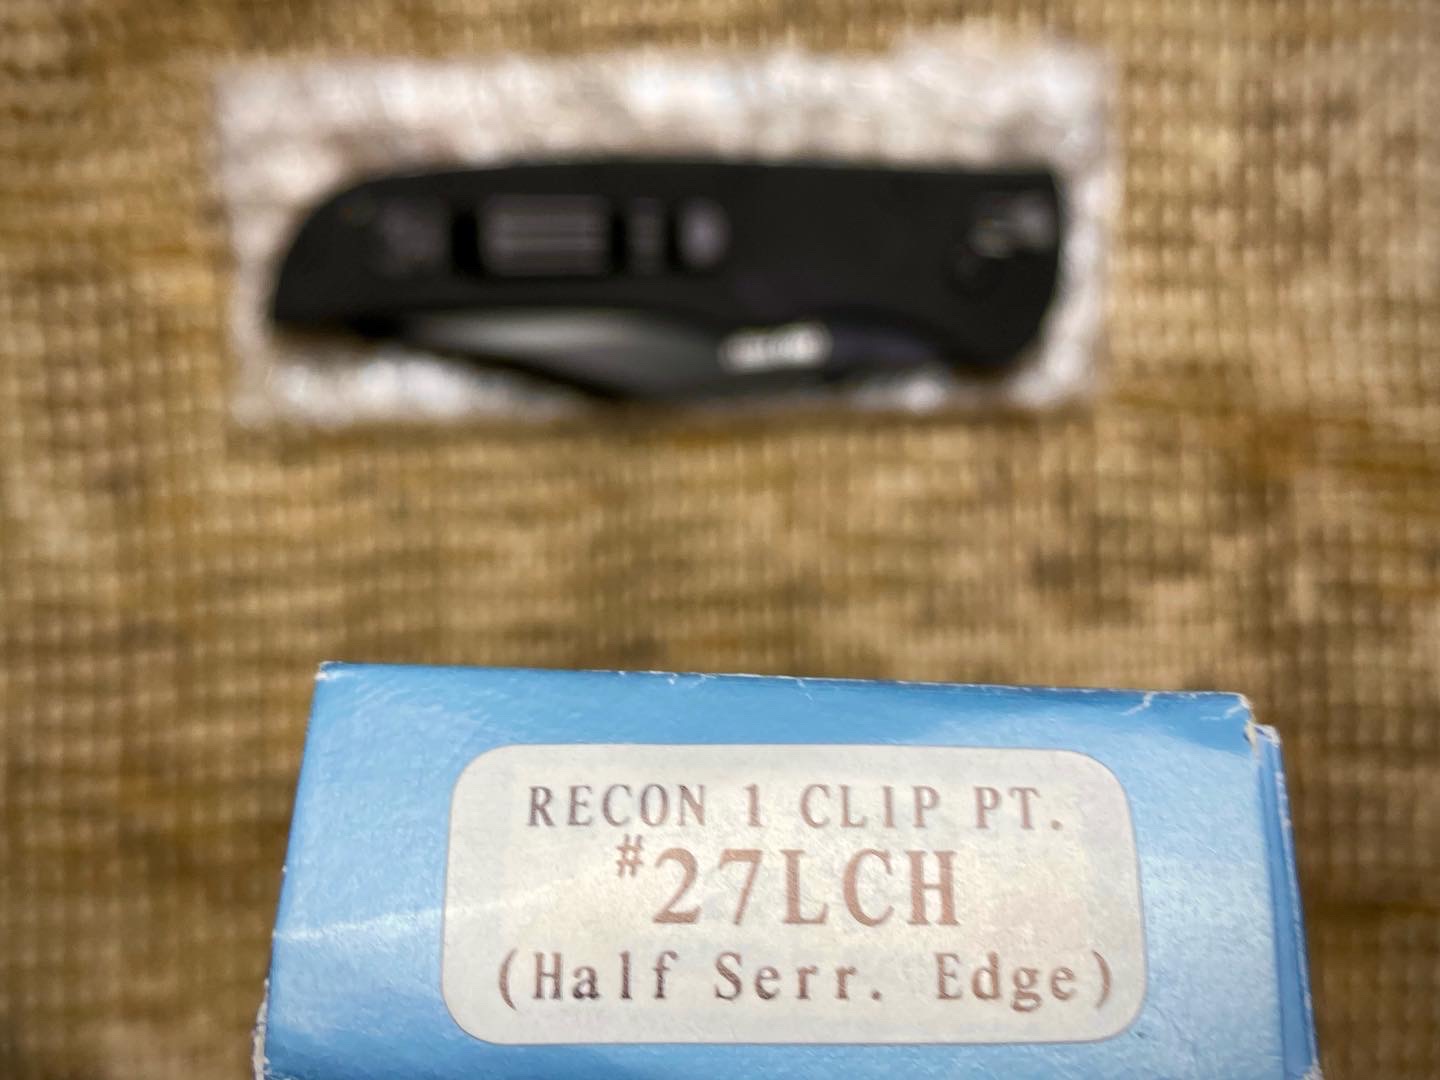 RECON 1 CLIP PT.
#27LCH
(Half Serr. Edge)